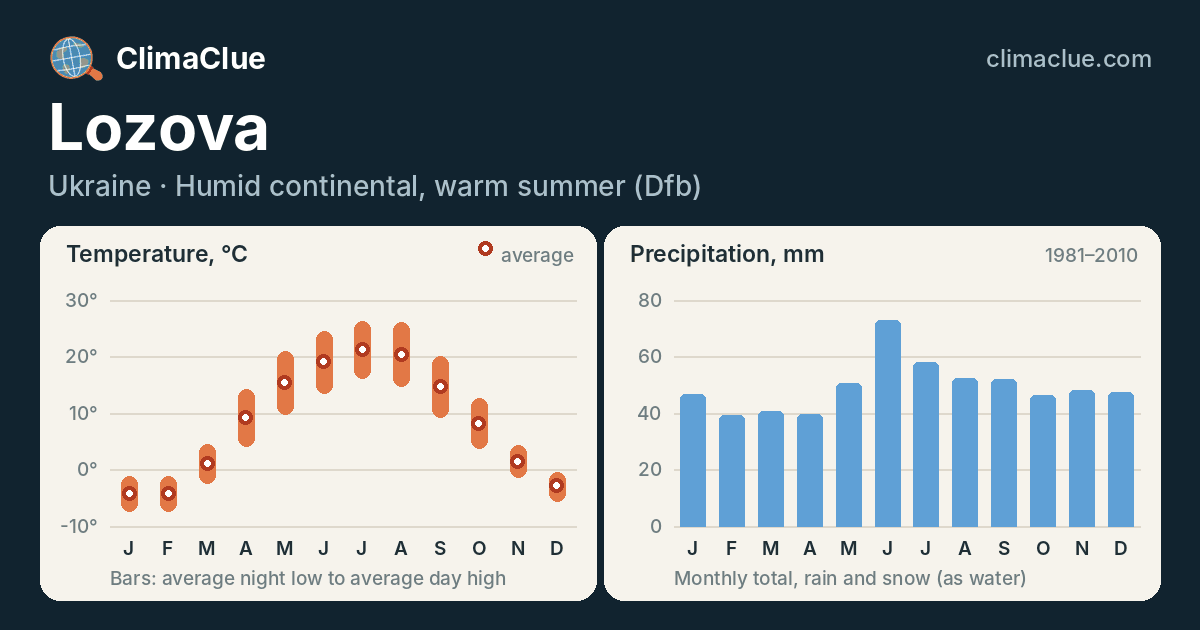 ClimaClue
climaclue.com
Lozova
Ukraine · Humid continental, warm summer (Dfb)
Temperature, °C
average
30°
20°
10°
0°
-10°
J F M A M J J A S O N D
Bars: average night low to average day high
Precipitation, mm
1981–2010
80
60
40
20
0
J F M A M J J A S O N D
Monthly total, rain and snow (as water)